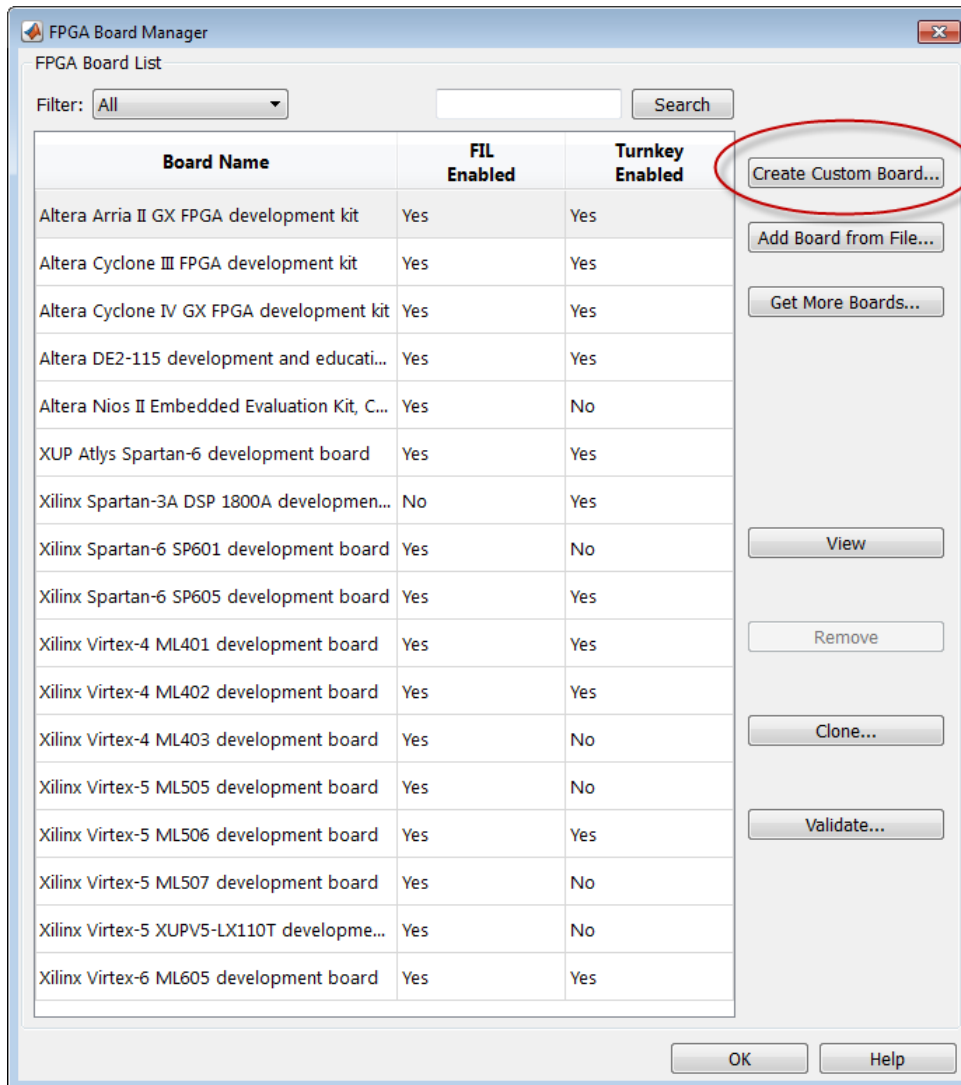 FPGA Board Manager
FPGA Board List
Filter: All Search
Board Name FIL Enabled Turnkey Enabled
Create Custom Board...
Altera Arria II GX FPGA development kit Yes Yes
Add Board from File...
Altera Cyclone III FPGA development kit Yes Yes
Get More Boards...
Altera Cyclone IV GX FPGA development kit Yes Yes
Altera DE2-115 development and educati... Yes Yes
Altera Nios II Embedded Evaluation Kit, C... Yes No
XUP Atlys Spartan-6 development board Yes Yes
Xilinx Spartan-3A DSP 1800A developmen... No Yes
Xilinx Spartan-6 SP601 development board Yes No
View
Xilinx Spartan-6 SP605 development board Yes Yes
Xilinx Virtex-4 ML401 development board Yes Yes
Remove
Xilinx Virtex-4 ML402 development board Yes Yes
Xilinx Virtex-4 ML403 development board Yes No
Clone...
Xilinx Virtex-5 ML505 development board Yes No
Xilinx Virtex-5 ML506 development board Yes Yes
Validate...
Xilinx Virtex-5 ML507 development board Yes No
Xilinx Virtex-5 XUPV5-LX110T developme... Yes No
Xilinx Virtex-6 ML605 development board Yes Yes
OK Help